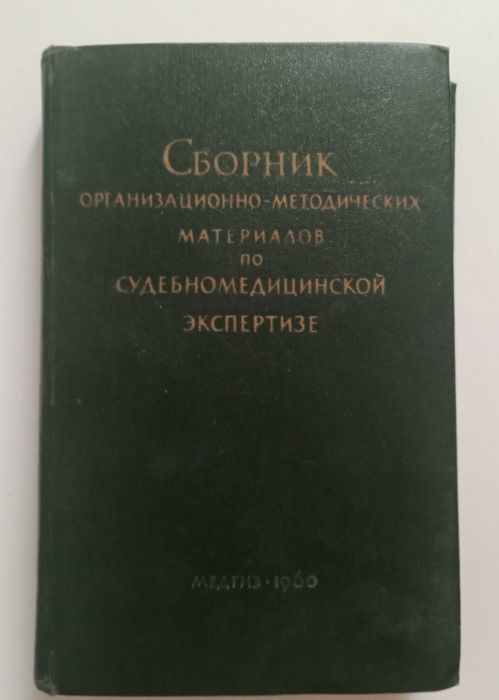 СБОРНИК
ОРГАНИЗАЦИОННО-МЕТОДИЧЕСКИХ
МАТЕРИАЛОВ
ПО
СУДЕБНОМЕДИЦИНСКОЙ
ЭКСПЕРТИЗЕ
МЕДГИЗ · 1960